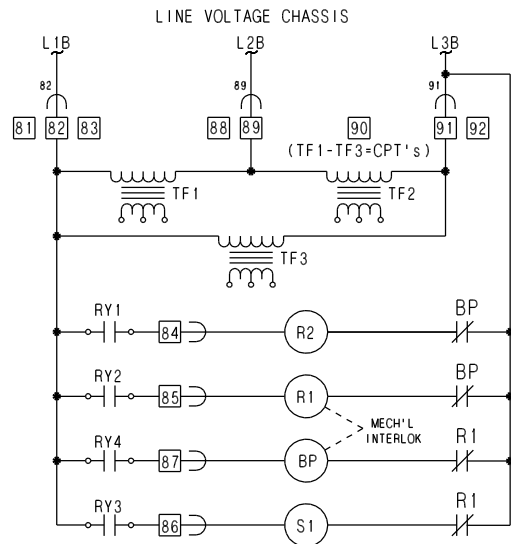 LINE VOLTAGE CHASSIS
L1B L2B L3B
82 89 91
81 82 83 88 89 90 91 92
(TF1-TF3=CPT's)
TF1 TF2
TF3
RY1 84 R2 BP
RY2 85 R1 BP
MECH'L
INTERLOK
RY4 87 BP R1
RY3 86 S1 R1